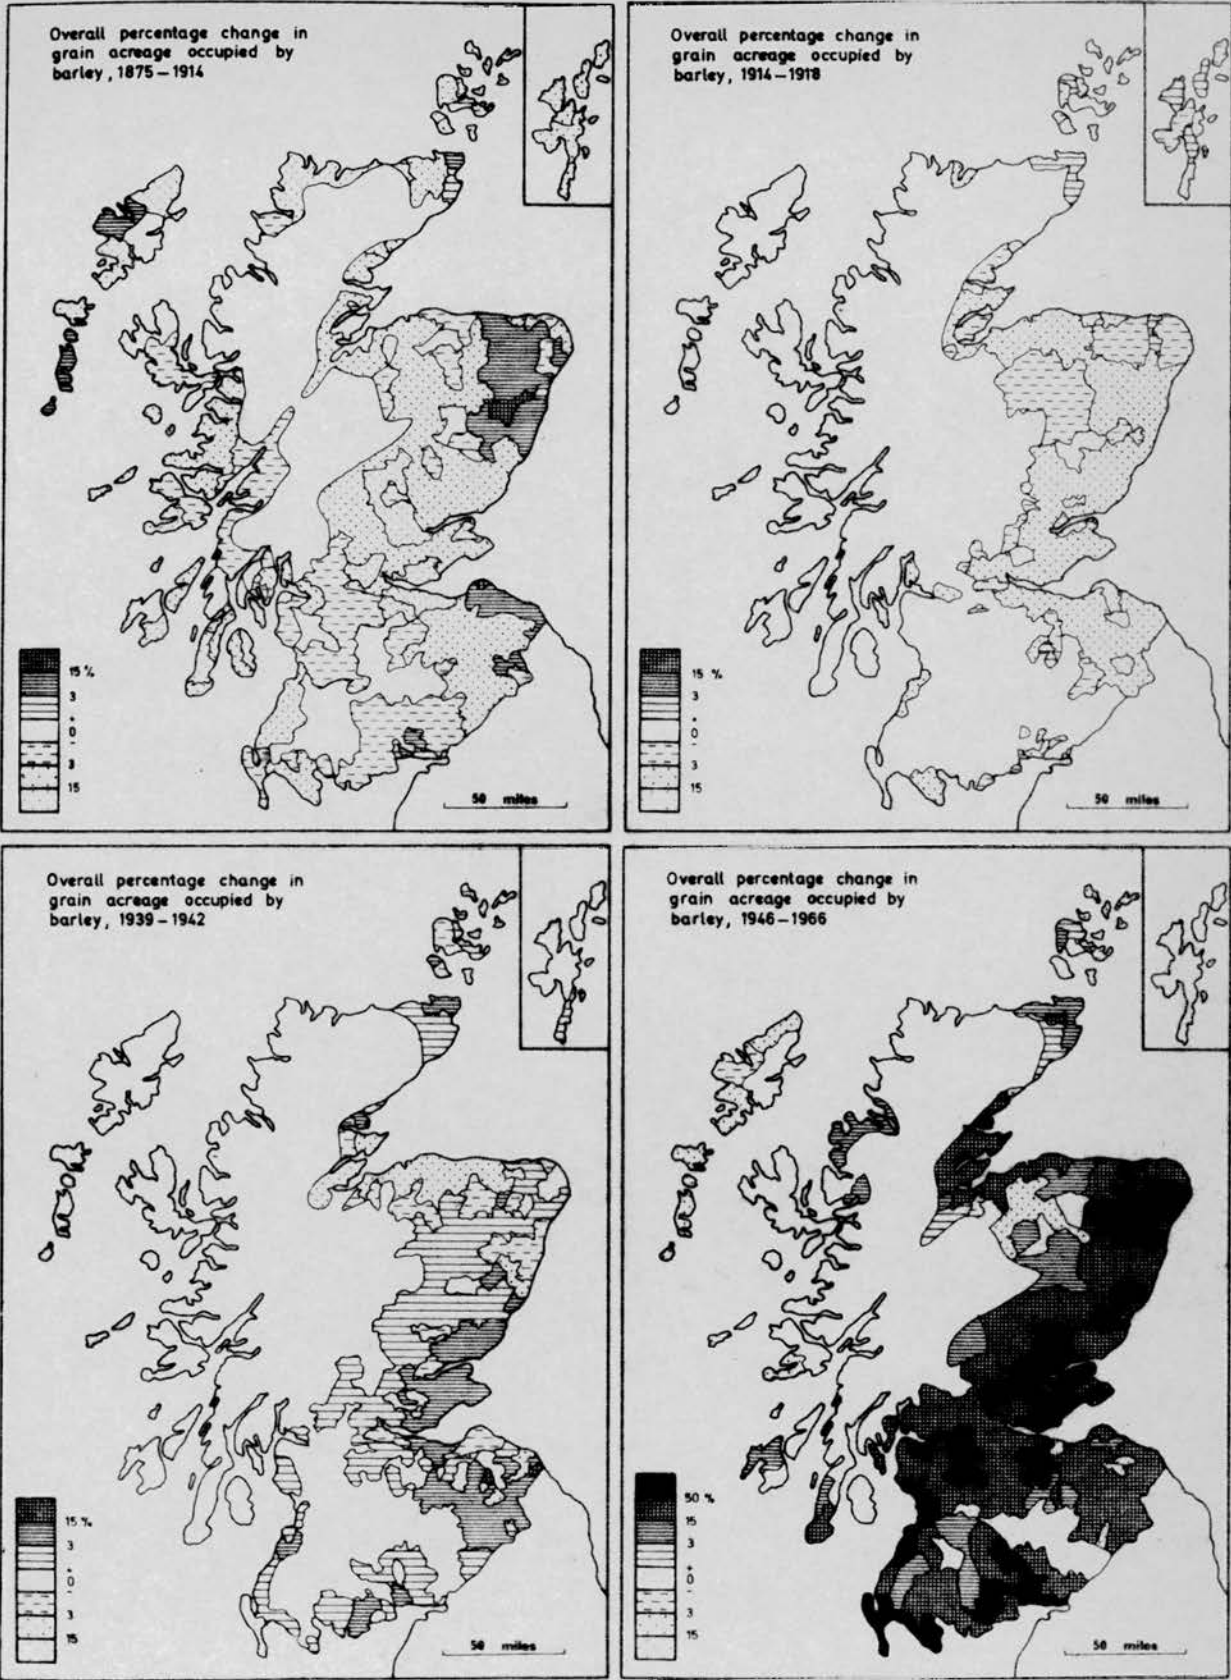 Overall percentage change in
grain acreage occupied by
barley, 1875–1914
15 %
3
+
0
-
3
15
50 miles
Overall percentage change in
grain acreage occupied by
barley, 1914–1918
15 %
3
+
0
-
3
15
50 miles
Overall percentage change in
grain acreage occupied by
barley, 1939–1942
15 %
3
+
0
-
3
15
50 miles
Overall percentage change in
grain acreage occupied by
barley, 1946–1966
50 %
15
3
+
0
-
3
15
50 miles